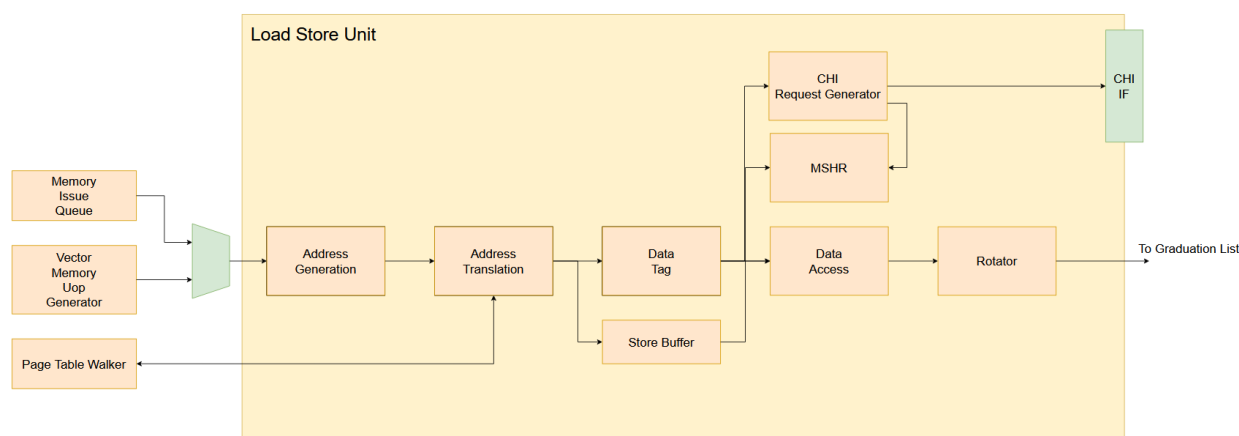 Load Store Unit
CHI
Request Generator
CHI
IF
MSHR
Memory
Issue
Queue
Vector
Memory
Uop
Generator
Address
Generation
Address
Translation
Data
Tag
Data
Access
Rotator
To Graduation List
Store Buffer
Page Table Walker